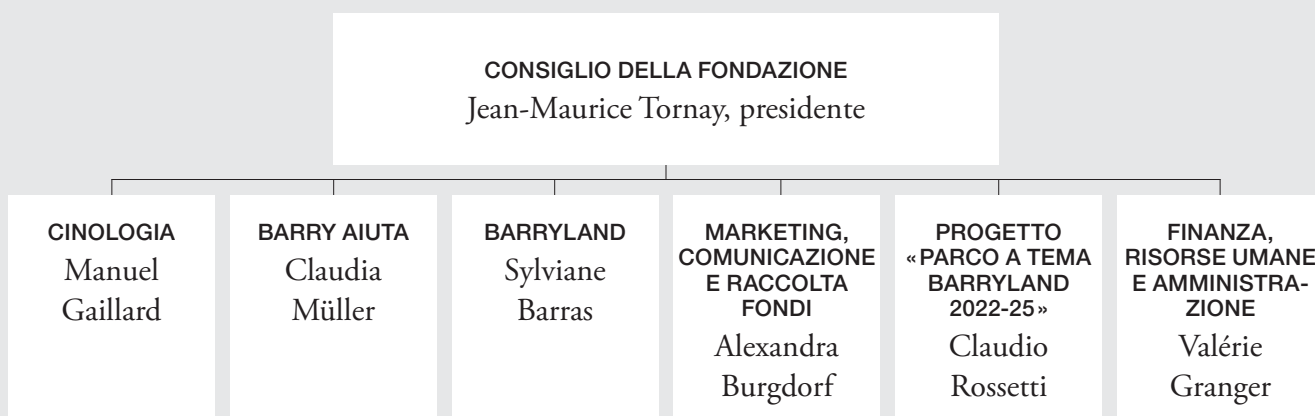 CONSIGLIO DELLA FONDAZIONE
Jean-Maurice Tornay, presidente
CINOLOGIA
Manuel
Gaillard
BARRY AIUTA
Claudia
Müller
BARRYLAND
Sylviane
Barras
MARKETING,
COMUNICAZIONE
E RACCOLTA
FONDI
Alexandra
Burgdorf
PROGETTO
«PARCO A TEMA
BARRYLAND
2022-25»
Claudio
Rossetti
FINANZA,
RISORSE UMANE
E AMMINISTRA-
ZIONE
Valérie
Granger